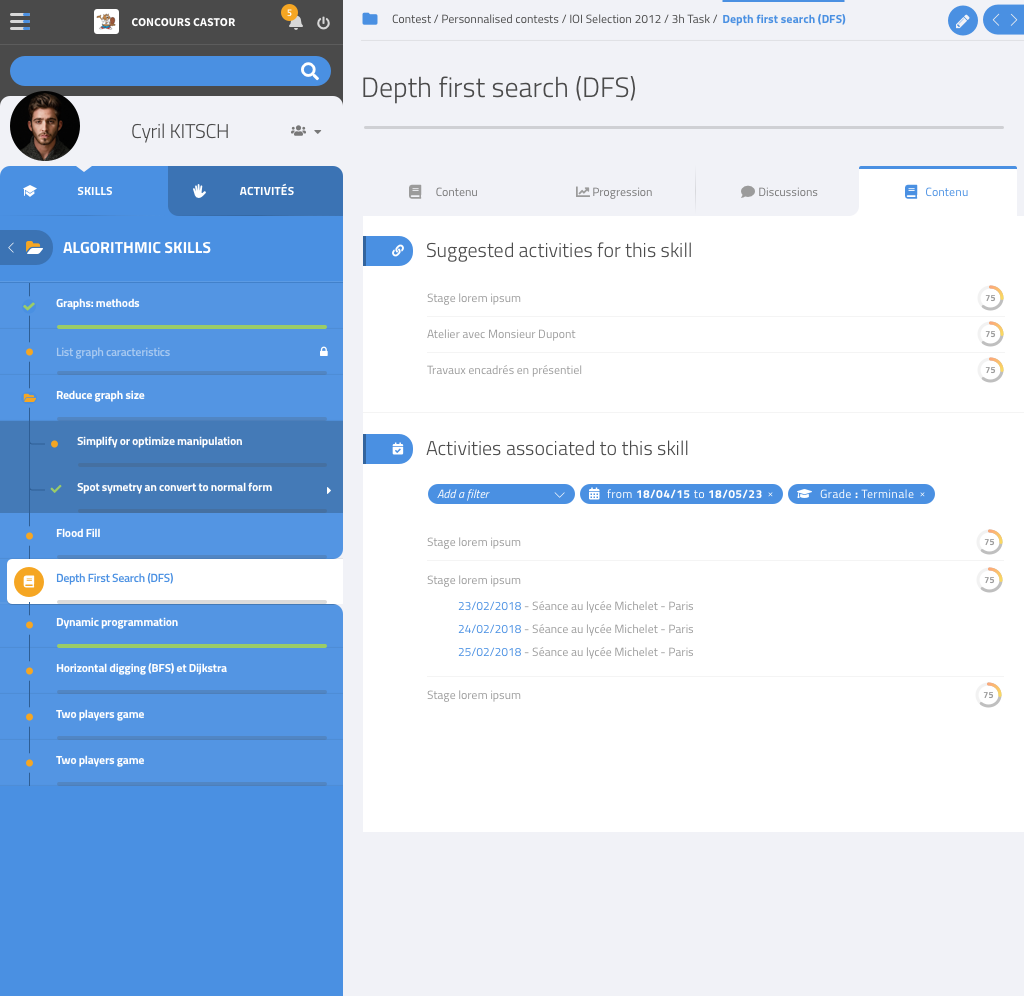 CONCOURS CASTOR
5
Cyril KITSCH
SKILLS
ACTIVITÉS
ALGORITHMIC SKILLS
Graphs: methods
List graph caracteristics
Reduce graph size
Simplify or optimize manipulation
Spot symetry an convert to normal form
Flood Fill
Depth First Search (DFS)
Dynamic programmation
Horizontal digging (BFS) et Dijkstra
Two players game
Two players game
Contest / Personnalised contests / IOI Selection 2012 / 3h Task / Depth first search (DFS)
Depth first search (DFS)
Contenu
Progression
Discussions
Contenu
Suggested activities for this skill
Stage lorem ipsum 75
Atelier avec Monsieur Dupont 75
Travaux encadrés en présentiel 75
Activities associated to this skill
Add a filter
from 18/04/15 to 18/05/23 ×
Grade : Terminale ×
Stage lorem ipsum 75
Stage lorem ipsum 75
23/02/2018 - Séance au lycée Michelet - Paris
24/02/2018 - Séance au lycée Michelet - Paris
25/02/2018 - Séance au lycée Michelet - Paris
Stage lorem ipsum 75